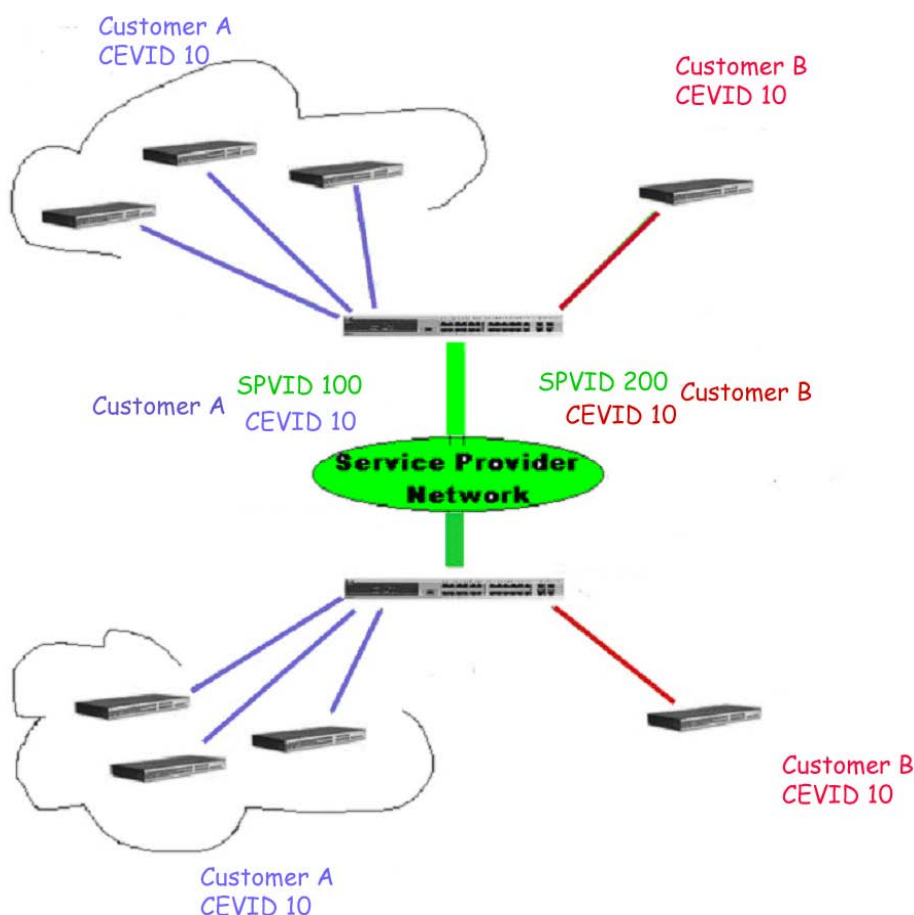 Customer A
CEVID 10
Customer B
CEVID 10
SPVID 100
Customer A
CEVID 10
SPVID 200
CEVID 10
Customer B
Service Provider
Network
Customer B
CEVID 10
Customer A
CEVID 10